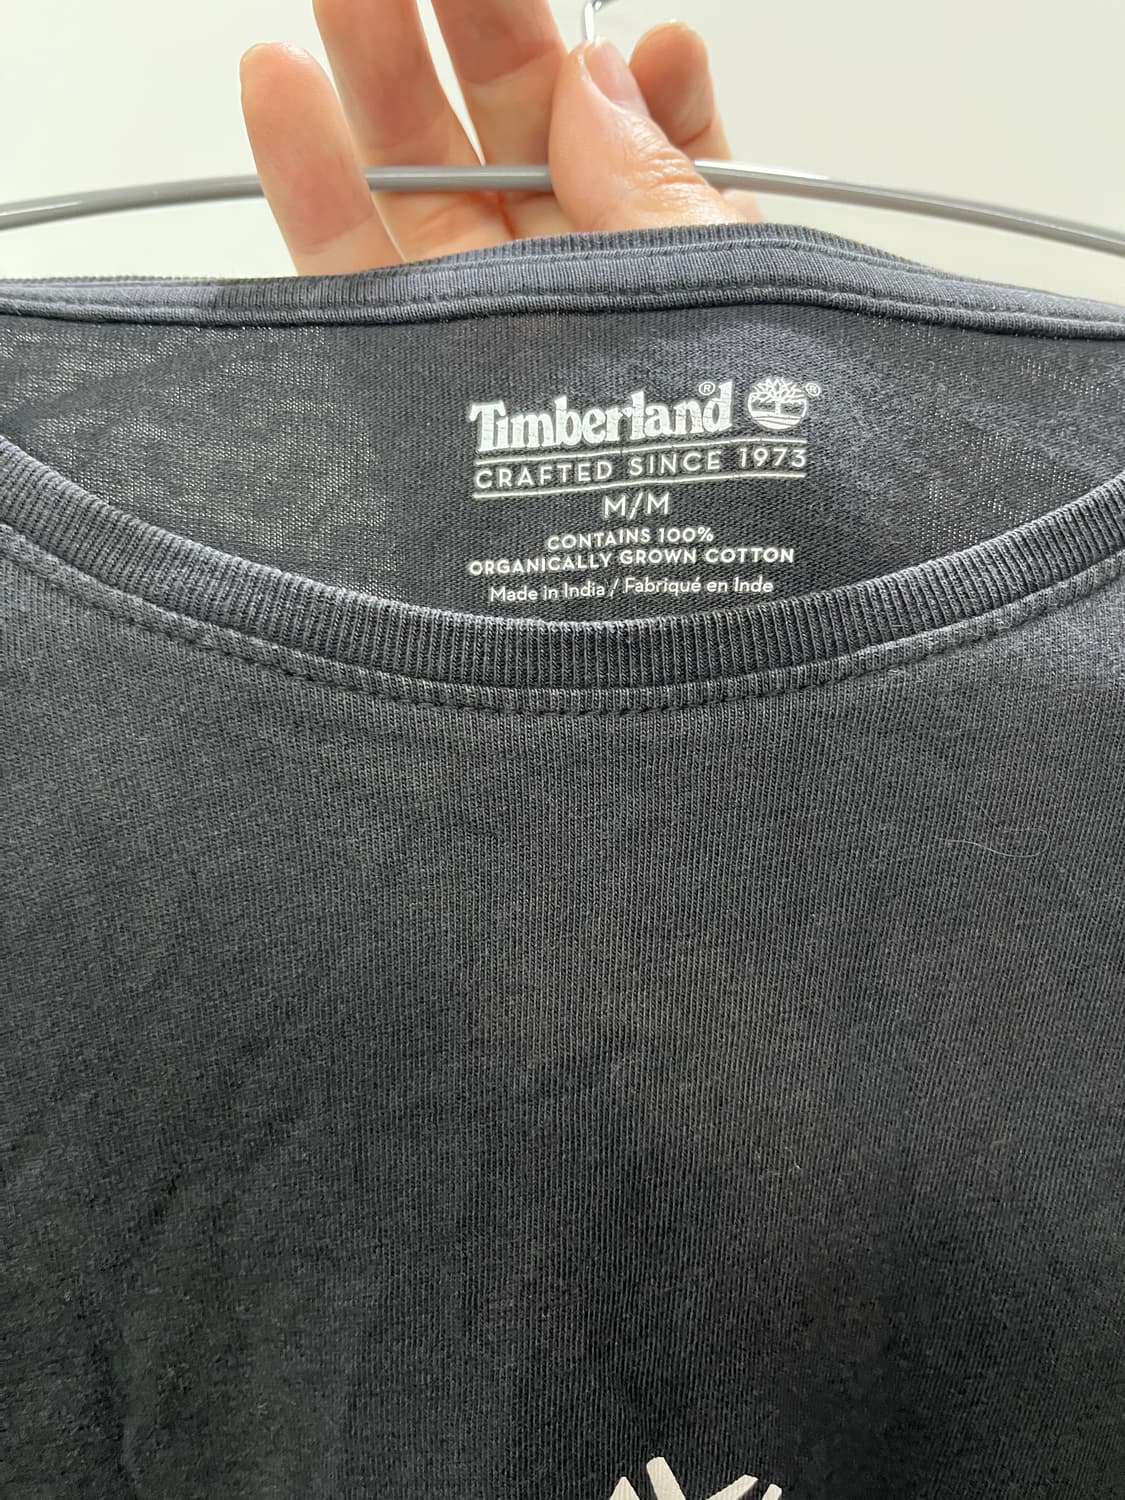 Timberland® ®
CRAFTED SINCE 1973
M/M
CONTAINS 100%
ORGANICALLY GROWN COTTON
Made in India / Fabriqué en Inde